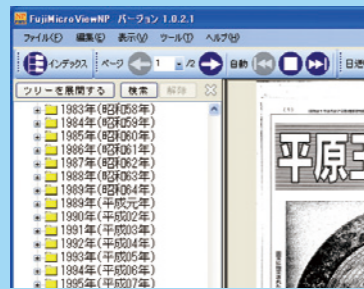 FujiMicroViewNP バージョン 1.0.2.1
ファイル(F) 編集(E) 表示(V) ツール(T) ヘルプ(H)
インデックス ページ 1 /2 自動 日送
ツリーを展開する 検索 解除
1983年(昭和58年)
1984年(昭和59年)
1985年(昭和60年)
1986年(昭和61年)
1987年(昭和62年)
1988年(昭和63年)
1989年(昭和64年)
1989年(平成元年)
1990年(平成02年)
1991年(平成03年)
1992年(平成04年)
1993年(平成05年)
1994年(平成06年)
1995年(平成07年)
平原王